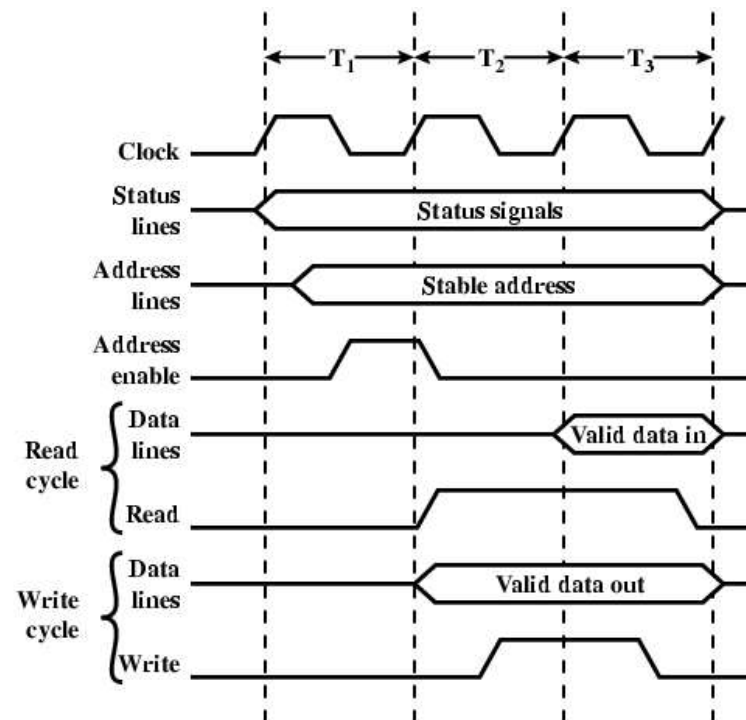 T1 T2 T3
Clock
Status
lines
Status signals
Address
lines
Stable address
Address
enable
Read
cycle
Data
lines
Valid data in
Read
Write
cycle
Data
lines
Valid data out
Write